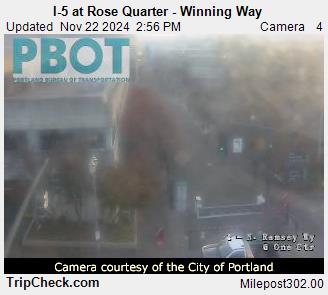 I-5 at Rose Quarter - Winning Way
Updated Nov 22 2024 2:56 PM Camera 4
PBOT
PORTLAND BUREAU OF TRANSPORTATION
N. Ramsey Wy
@ One Ctr
Camera courtesy of the City of Portland
TripCheck.com Milepost302.00